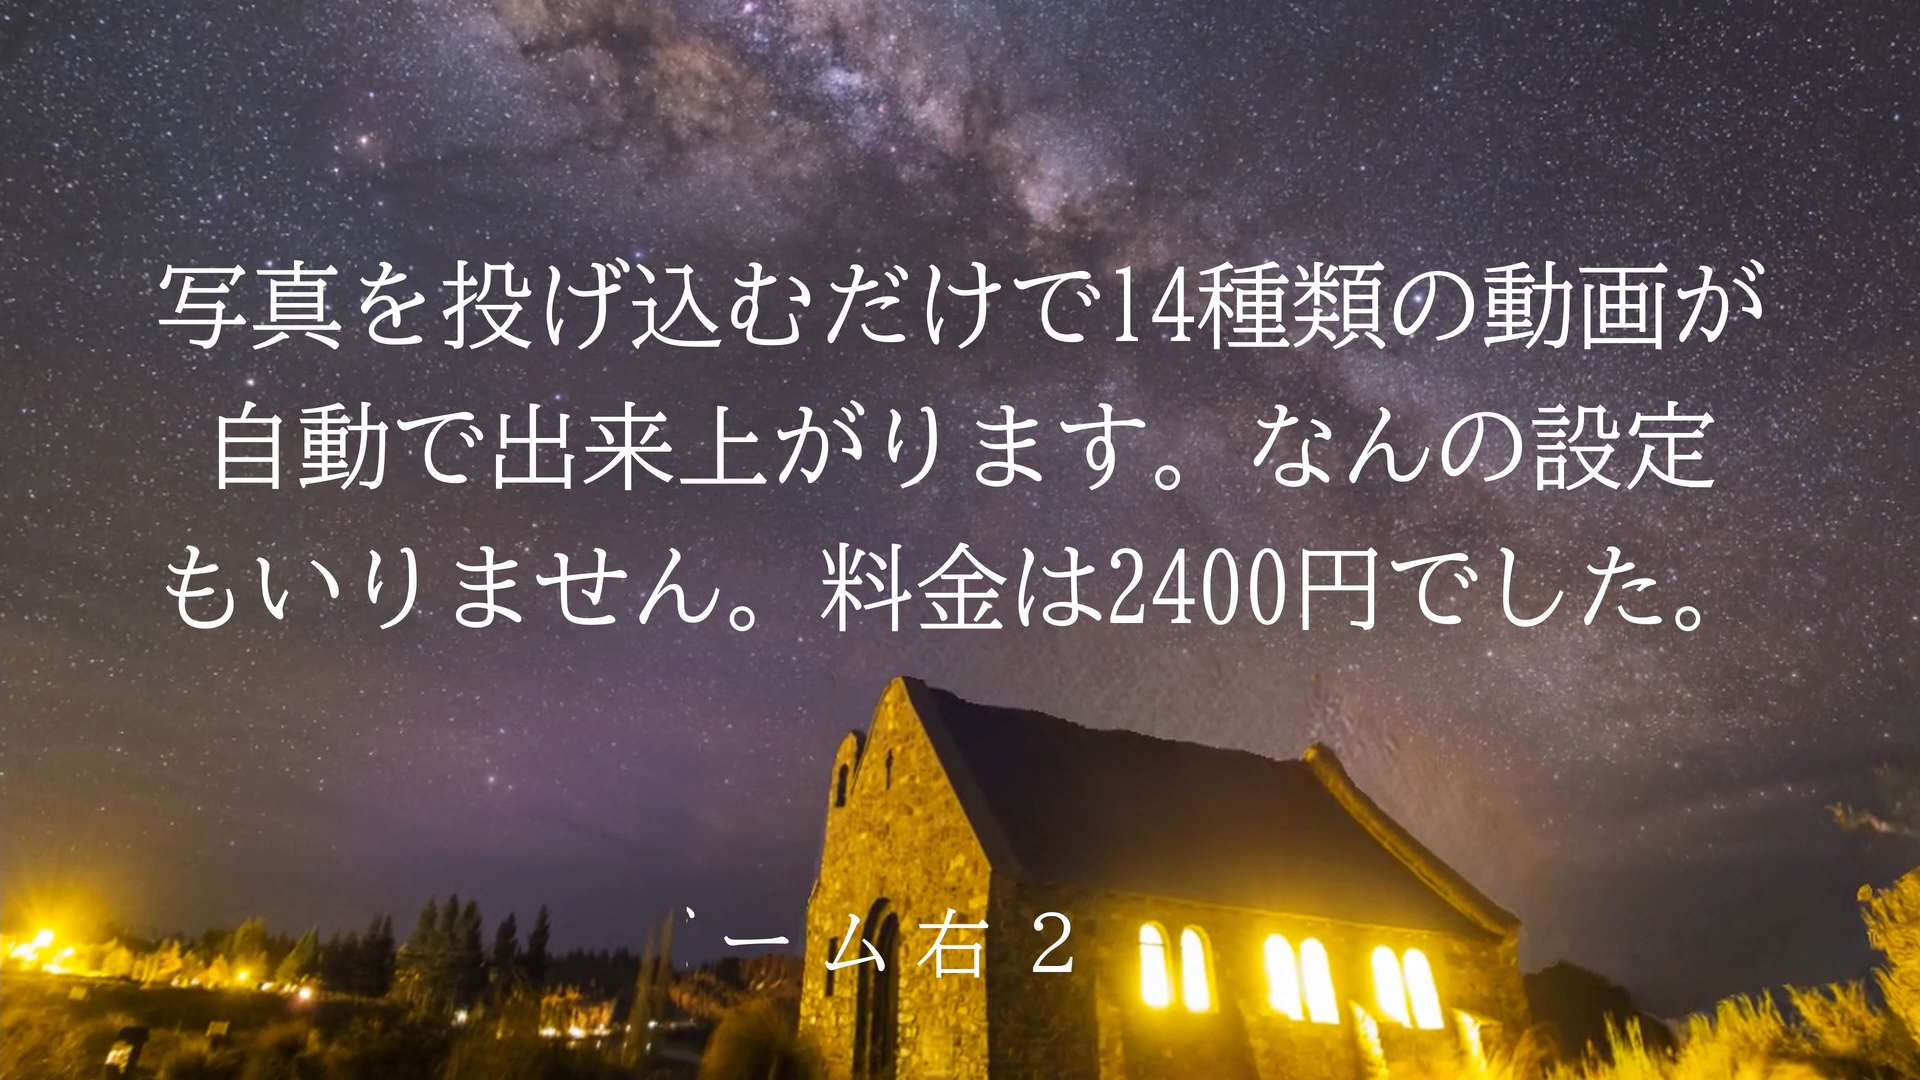 写真を投げ込むだけで14種類の動画が
自動で出来上がります。なんの設定
もいりません。料金は2400円でした。
ーム右 2